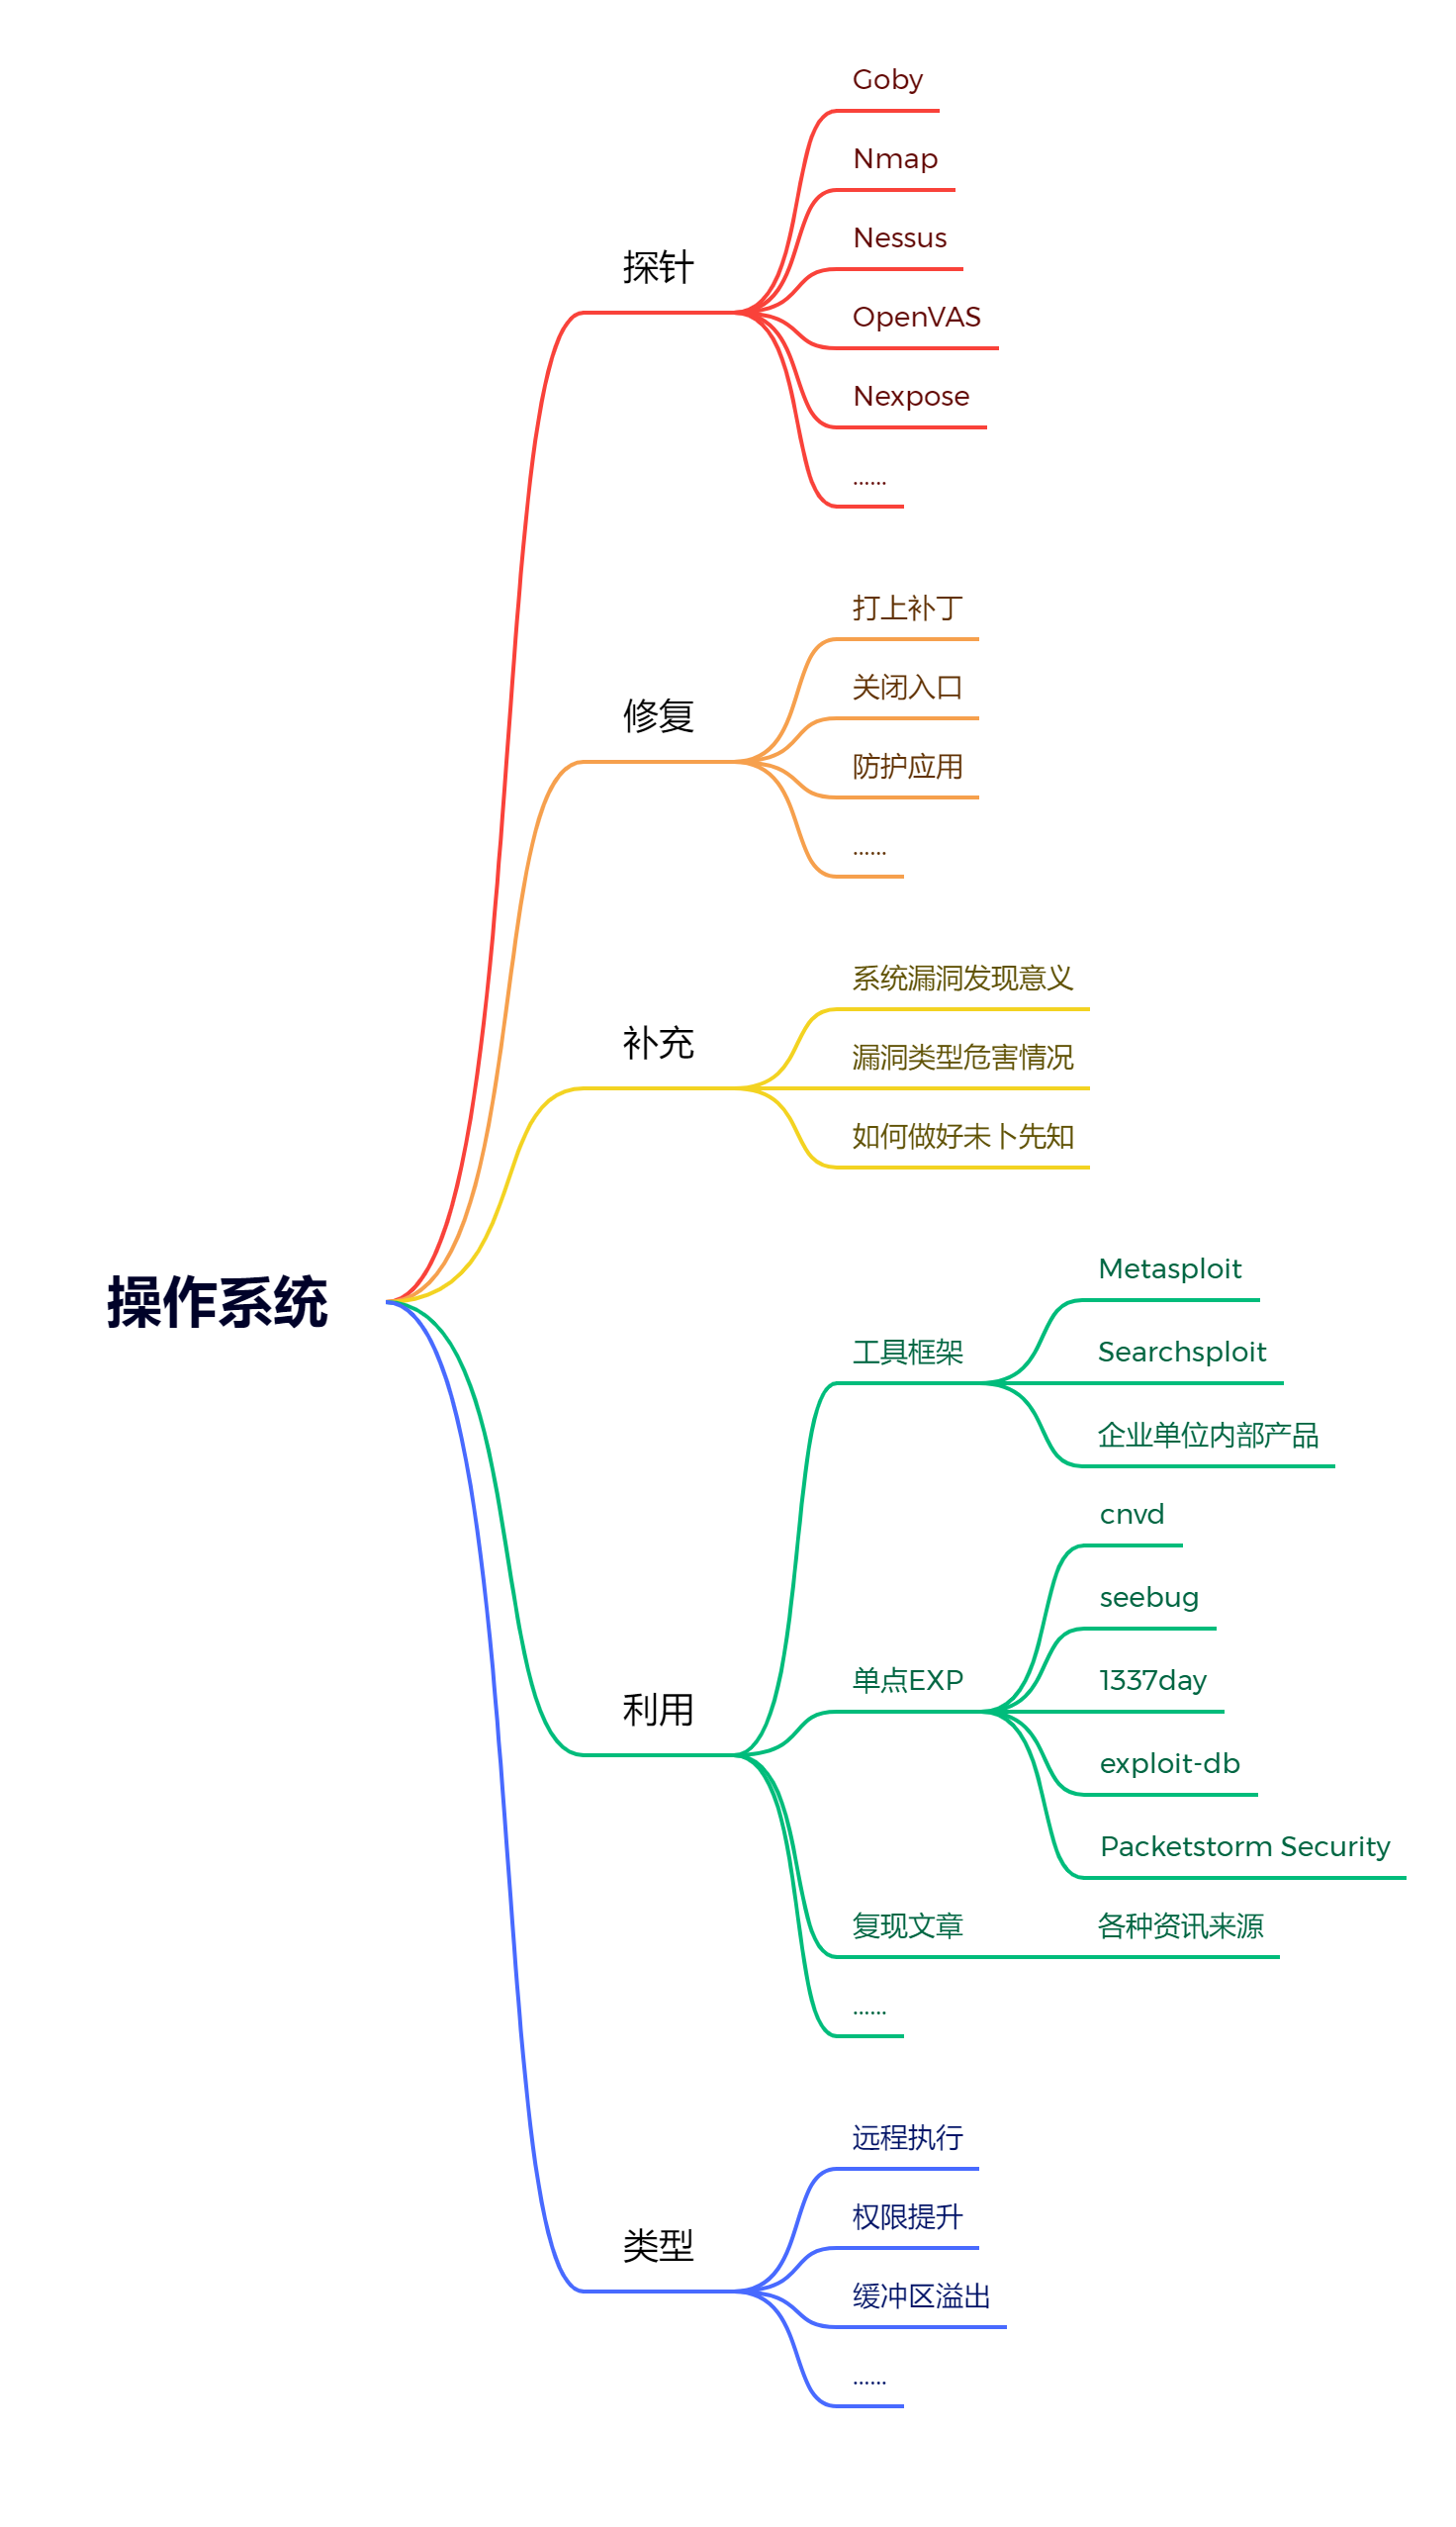 操作系统
探针
Goby
Nmap
Nessus
OpenVAS
Nexpose
......
修复
打上补丁
关闭入口
防护应用
......
补充
系统漏洞发现意义
漏洞类型危害情况
如何做好未卜先知
利用
工具框架
Metasploit
Searchsploit
企业单位内部产品
单点EXP
cnvd
seebug
1337day
exploit-db
Packetstorm Security
复现文章
各种资讯来源
......
类型
远程执行
权限提升
缓冲区溢出
......